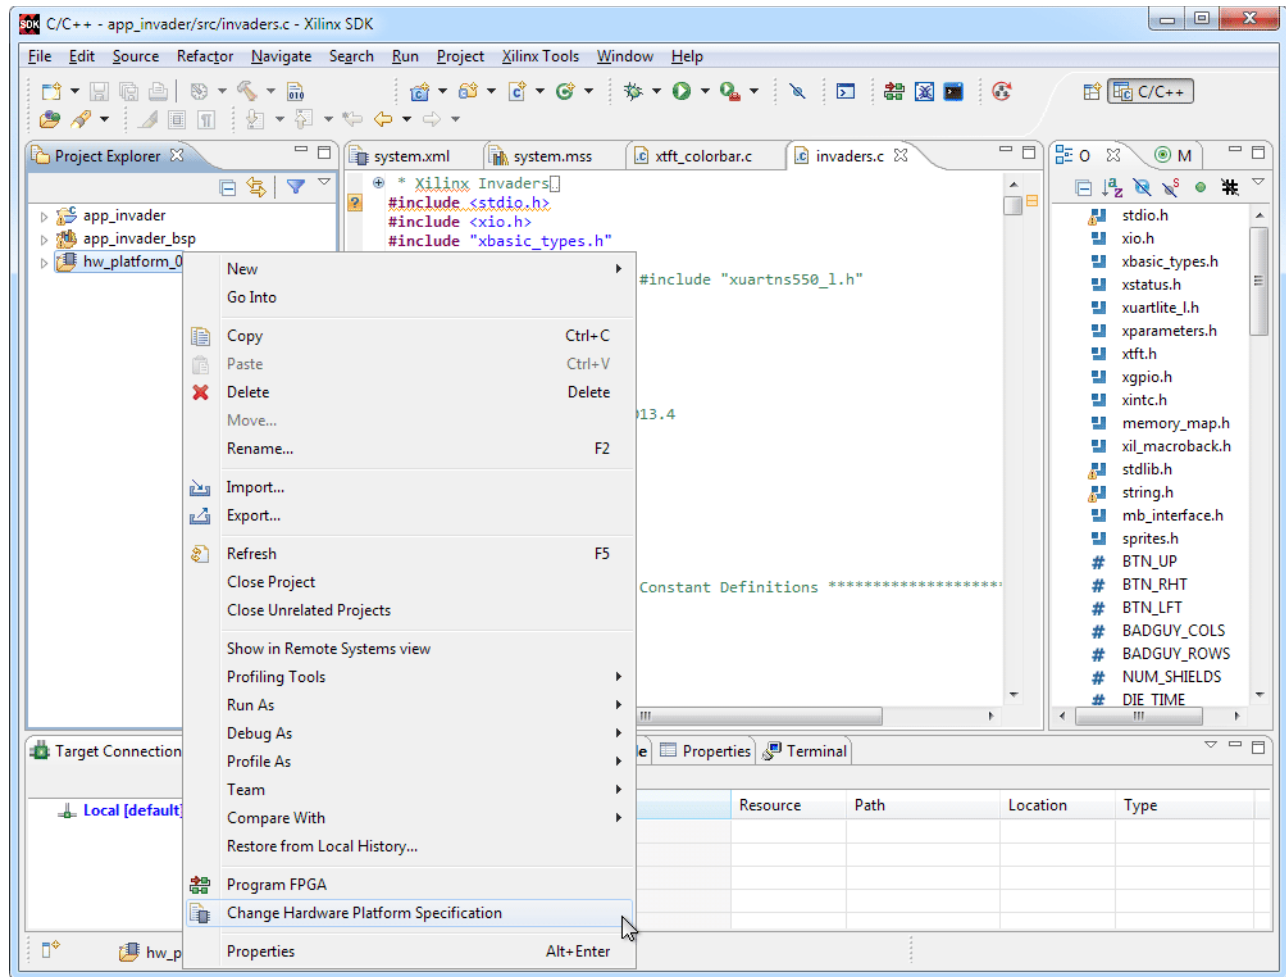 C/C++ - app_invader/src/invaders.c - Xilinx SDK
File Edit Source Refactor Navigate Search Run Project Xilinx Tools Window Help
C/C++
Project Explorer
system.xml system.mss xtft_colorbar.c invaders.c
O M
app_invader
app_invader_bsp
hw_platform_0
* Xilinx Invaders
#include <stdio.h>
#include <xio.h>
#include "xbasic_types.h"
#include "xuartns550_l.h"
013.4
Constant Definitions ********************
New
Go Into
Copy Ctrl+C
Paste Ctrl+V
Delete Delete
Move...
Rename... F2
Import...
Export...
Refresh F5
Close Project
Close Unrelated Projects
Show in Remote Systems view
Profiling Tools
Run As
Debug As
Profile As
Team
Compare With
Restore from Local History...
Program FPGA
Change Hardware Platform Specification
Properties Alt+Enter
stdio.h
xio.h
xbasic_types.h
xstatus.h
xuartlite_l.h
xparameters.h
xtft.h
xgpio.h
xintc.h
memory_map.h
xil_macroback.h
stdlib.h
string.h
mb_interface.h
sprites.h
# BTN_UP
# BTN_RHT
# BTN_LFT
# BADGUY_COLS
# BADGUY_ROWS
# NUM_SHIELDS
# DIE_TIME
Target Connection
Local [default]
Properties Terminal
Resource Path Location Type
hw_p